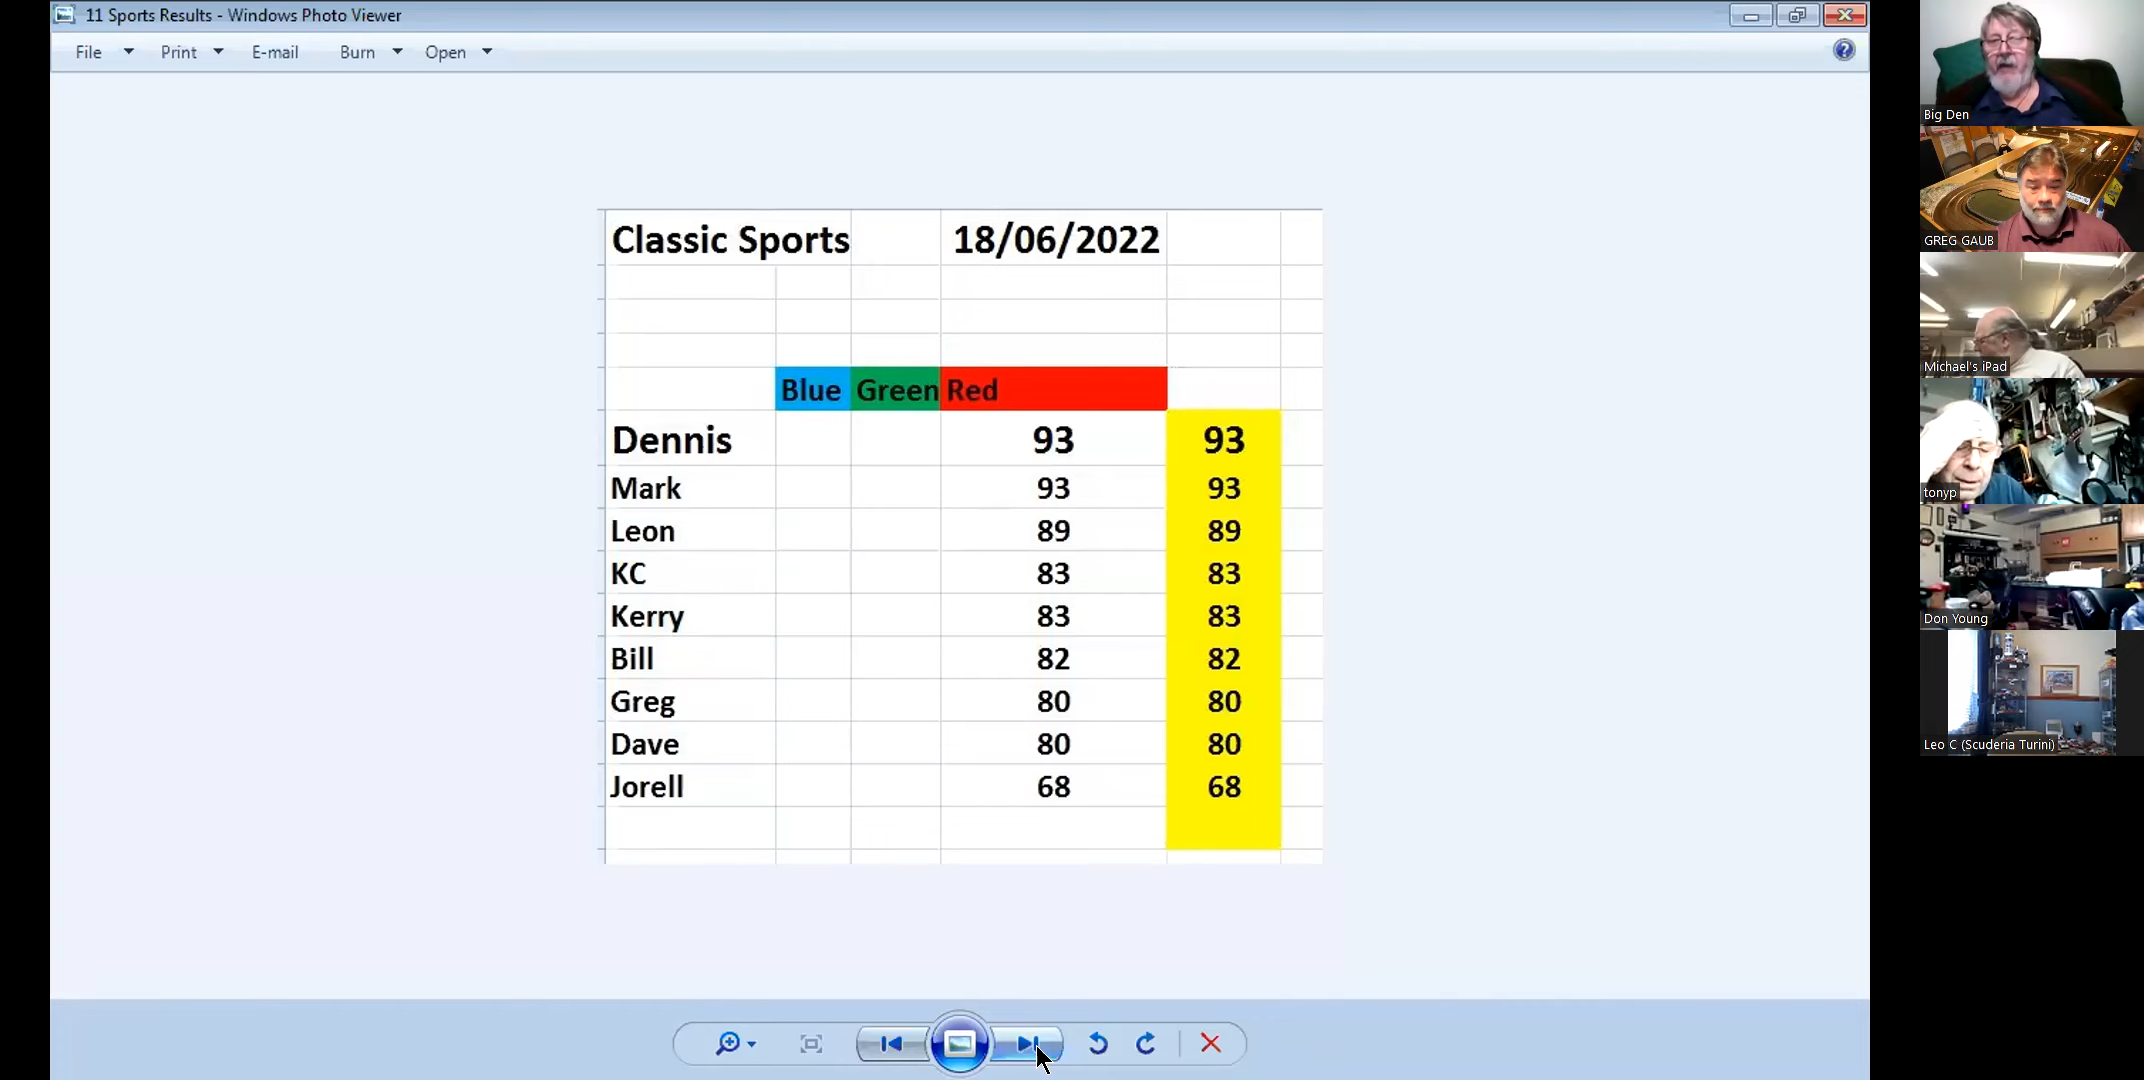 11 Sports Results - Windows Photo Viewer
File Print E-mail Burn Open
Classic Sports 18/06/2022
Blue Green Red
Dennis 93 93
Mark 93 93
Leon 89 89
KC 83 83
Kerry 83 83
Bill 82 82
Greg 80 80
Dave 80 80
Jorell 68 68
Big Den
GREG GAUB
Michael's iPad
tonyp
Don Young
Leo C (Scuderia Turini)